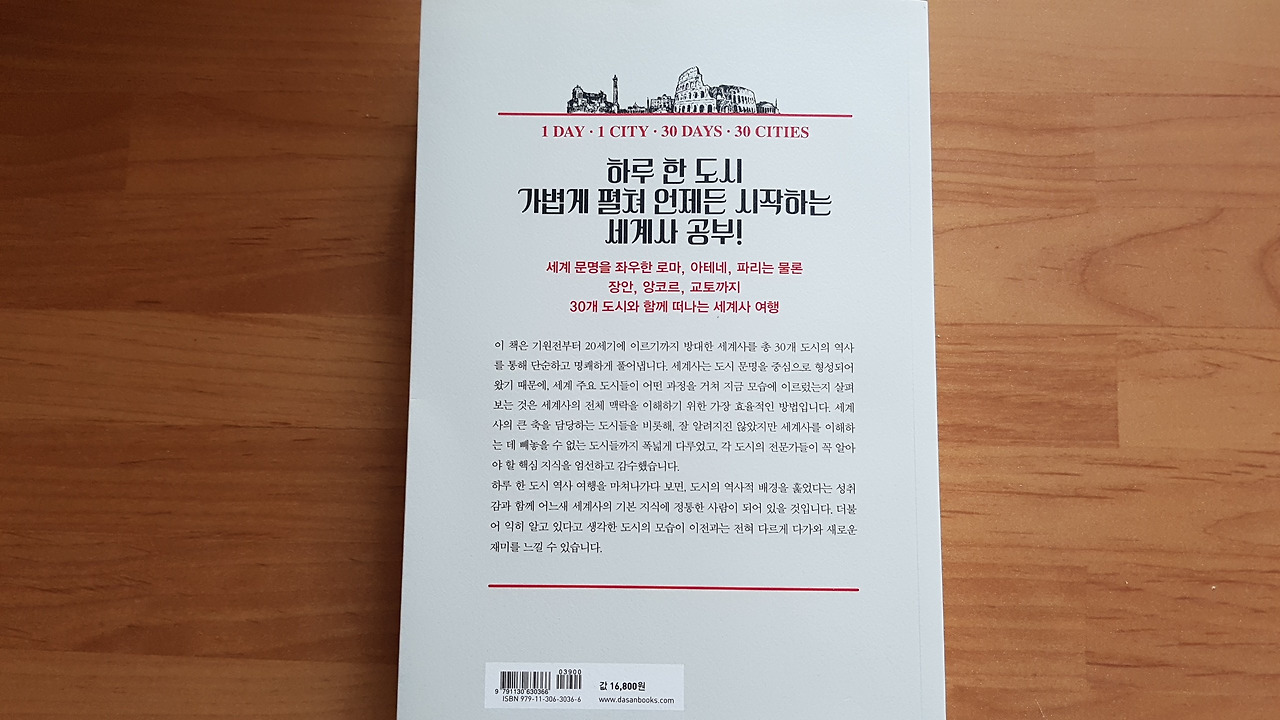 1 DAY · 1 CITY · 30 DAYS · 30 CITIES
하루 한 도시
가볍게 펼쳐 언제든 시작하는
세계사 공부!
세계 문명을 좌우한 로마, 아테네, 파리는 물론
장안, 앙코르, 교토까지
30개 도시와 함께 떠나는 세계사 여행
이 책은 기원전부터 20세기에 이르기까지 방대한 세계사를 총 30개 도시의 역사
를 통해 단순하고 명쾌하게 풀어냅니다. 세계사는 도시 문명을 중심으로 형성되어
왔기 때문에, 세계 주요 도시들이 어떤 과정을 거쳐 지금 모습에 이르렀는지 살펴
보는 것은 세계사의 전체 맥락을 이해하기 위한 가장 효율적인 방법입니다. 세계
사의 큰 축을 담당하는 도시들을 비롯해, 잘 알려지진 않았지만 세계사를 이해하
는 데 빼놓을 수 없는 도시들까지 폭넓게 다루었고, 각 도시의 전문가들이 꼭 알아
야 할 핵심 지식을 엄선하고 감수했습니다.
하루 한 도시 역사 여행을 마쳐나가다 보면, 도시의 역사적 배경을 훑었다는 성취
감과 함께 어느새 세계사의 기본 지식에 정통한 사람이 되어 있을 것입니다. 더불
어 익히 알고 있다고 생각한 도시의 모습이 이전과는 전혀 다르게 다가와 새로운
재미를 느낄 수 있습니다.
03900
9 791130 630366
ISBN 979-11-306-3036-6
값 16,800원
www.dasanbooks.com